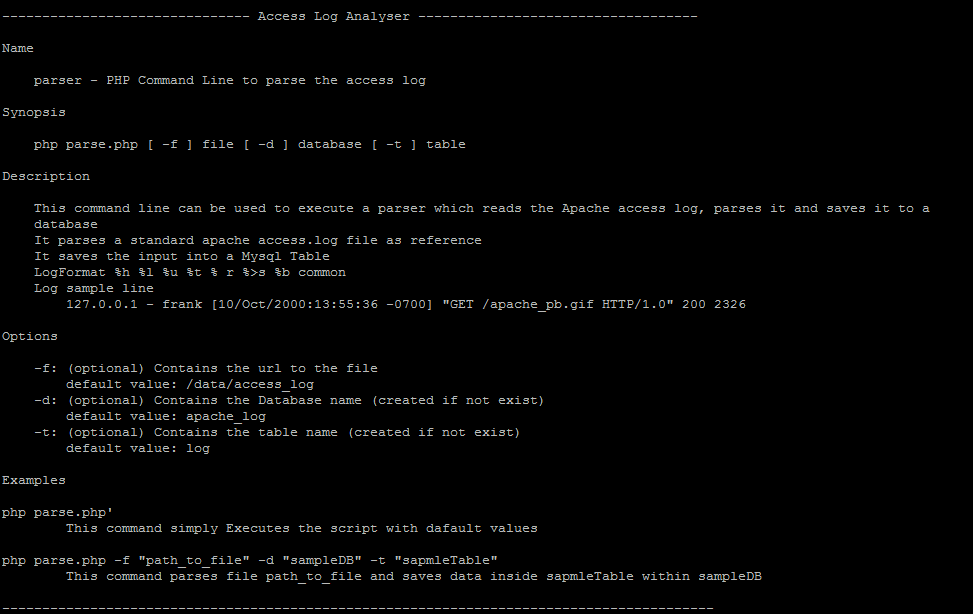 ------------------------------- Access Log Analyser -----------------------------------
Name
parser - PHP Command Line to parse the access log
Synopsis
php parse.php [ -f ] file [ -d ] database [ -t ] table
Description
This command line can be used to execute a parser which reads the Apache access log, parses it and saves it to a
database
It parses a standard apache access.log file as reference
It saves the input into a Mysql Table
LogFormat %h %l %u %t % r %>s %b common
Log sample line
127.0.0.1 - frank [10/Oct/2000:13:55:36 -0700] "GET /apache_pb.gif HTTP/1.0" 200 2326
Options
-f: (optional) Contains the url to the file
default value: /data/access_log
-d: (optional) Contains the Database name (created if not exist)
default value: apache_log
-t: (optional) Contains the table name (created if not exist)
default value: log
Examples
php parse.php'
This command simply Executes the script with dafault values
php parse.php -f "path_to_file" -d "sampleDB" -t "sapmleTable"
This command parses file path_to_file and saves data inside sapmleTable within sampleDB
-----------------------------------------------------------------------------------------